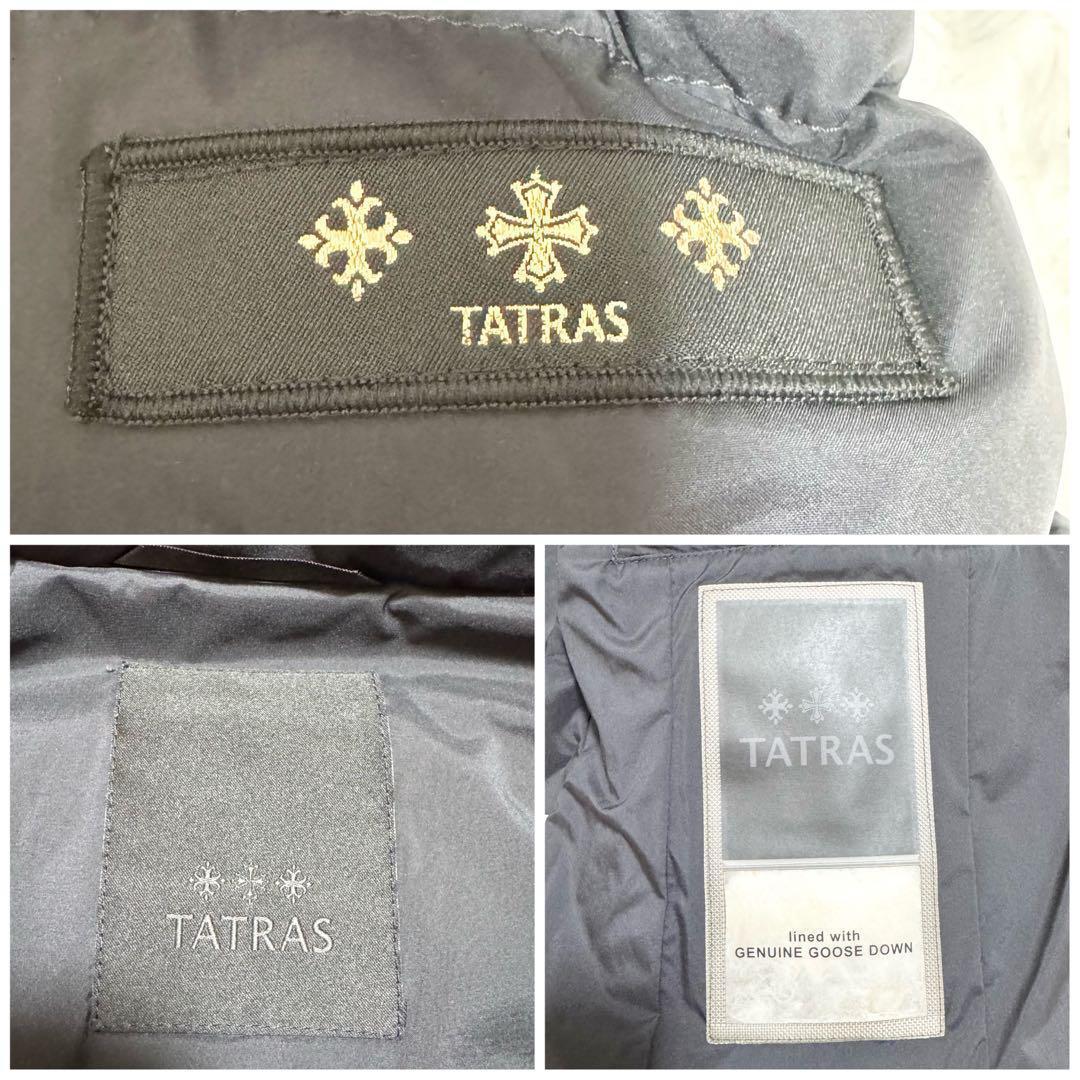 TATRAS
TATRAS
TATRAS
lined with
GENUINE GOOSE DOWN